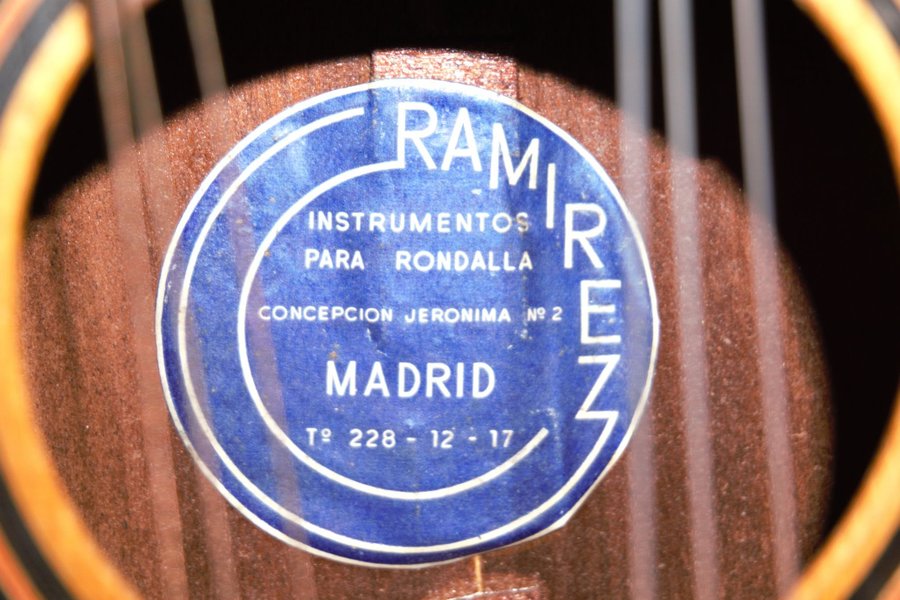 RAMIREZ
INSTRUMENTOS
PARA RONDALLA
CONCEPCION JERONIMA Nº 2
MADRID
Tº 228 - 12 - 17